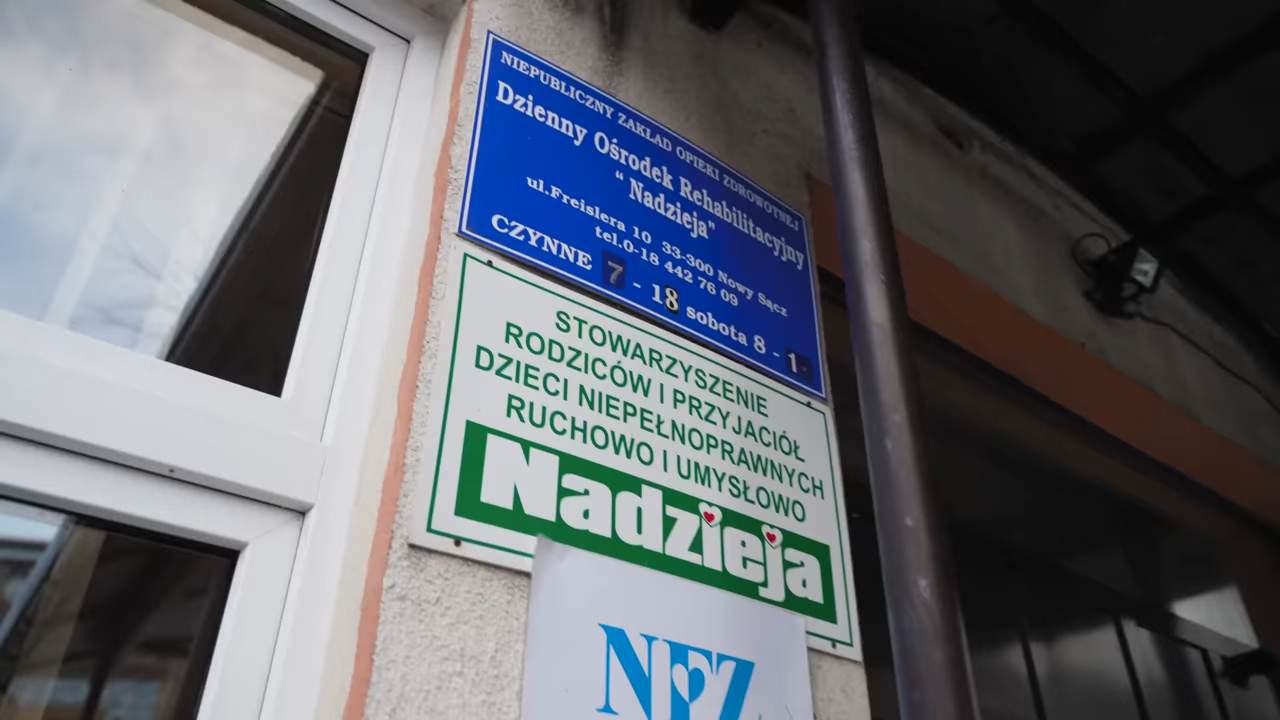 NIEPUBLICZNY ZAKŁAD OPIEKI ZDROWOTNEJ
Dzienny Ośrodek Rehabilitacyjny
“ Nadzieja”
ul.Freislera 10 33-300 Nowy Sącz
tel.0-18 442 76 09
CZYNNE 7 - 18 sobota 8 - 1
STOWARZYSZENIE
RODZICÓW I PRZYJACIÓŁ
DZIECI NIEPEŁNOPRAWNYCH
RUCHOWO I UMYSŁOWO
Nadzieja
NFZ